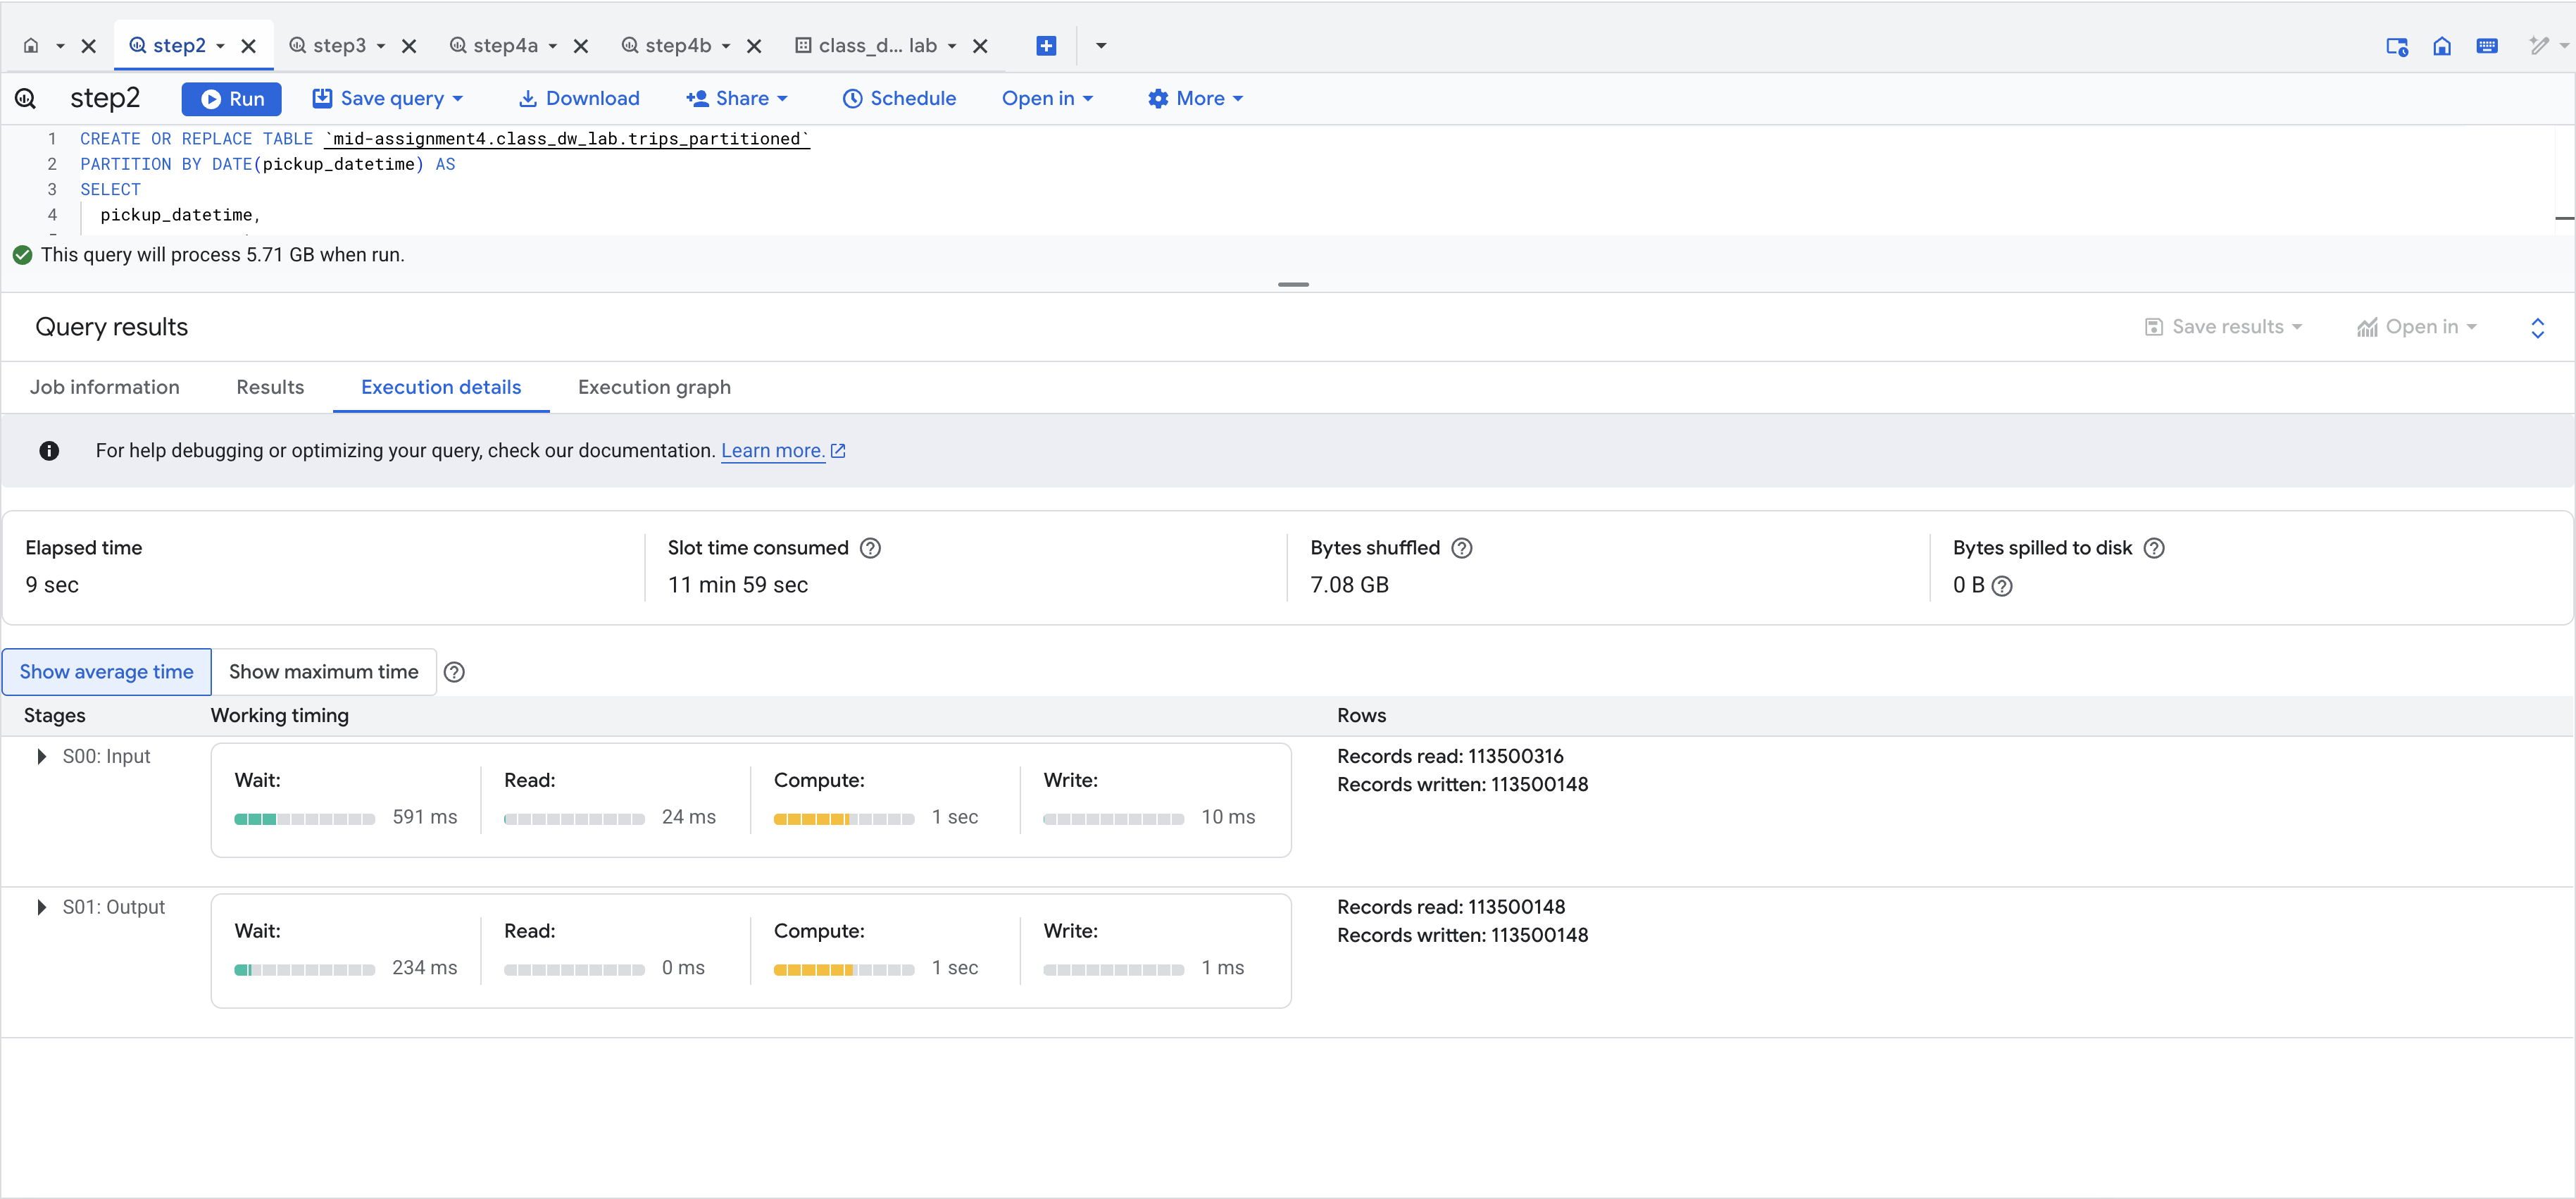 step2 step3 step4a step4b class_d... lab
step2 Run Save query Download Share Schedule Open in More
1 CREATE OR REPLACE TABLE `mid-assignment4.class_dw_lab.trips_partitioned`
2 PARTITION BY DATE(pickup_datetime) AS
3 SELECT
4 pickup_datetime,
This query will process 5.71 GB when run.
Query results Save results Open in
Job information Results Execution details Execution graph
For help debugging or optimizing your query, check our documentation. Learn more.
Elapsed time Slot time consumed Bytes shuffled Bytes spilled to disk
9 sec 11 min 59 sec 7.08 GB 0 B
Show average time Show maximum time
Stages Working timing Rows
S00: Input Records read: 113500316
Wait: Read: Compute: Write: Records written: 113500148
591 ms 24 ms 1 sec 10 ms
S01: Output Records read: 113500148
Wait: Read: Compute: Write: Records written: 113500148
234 ms 0 ms 1 sec 1 ms